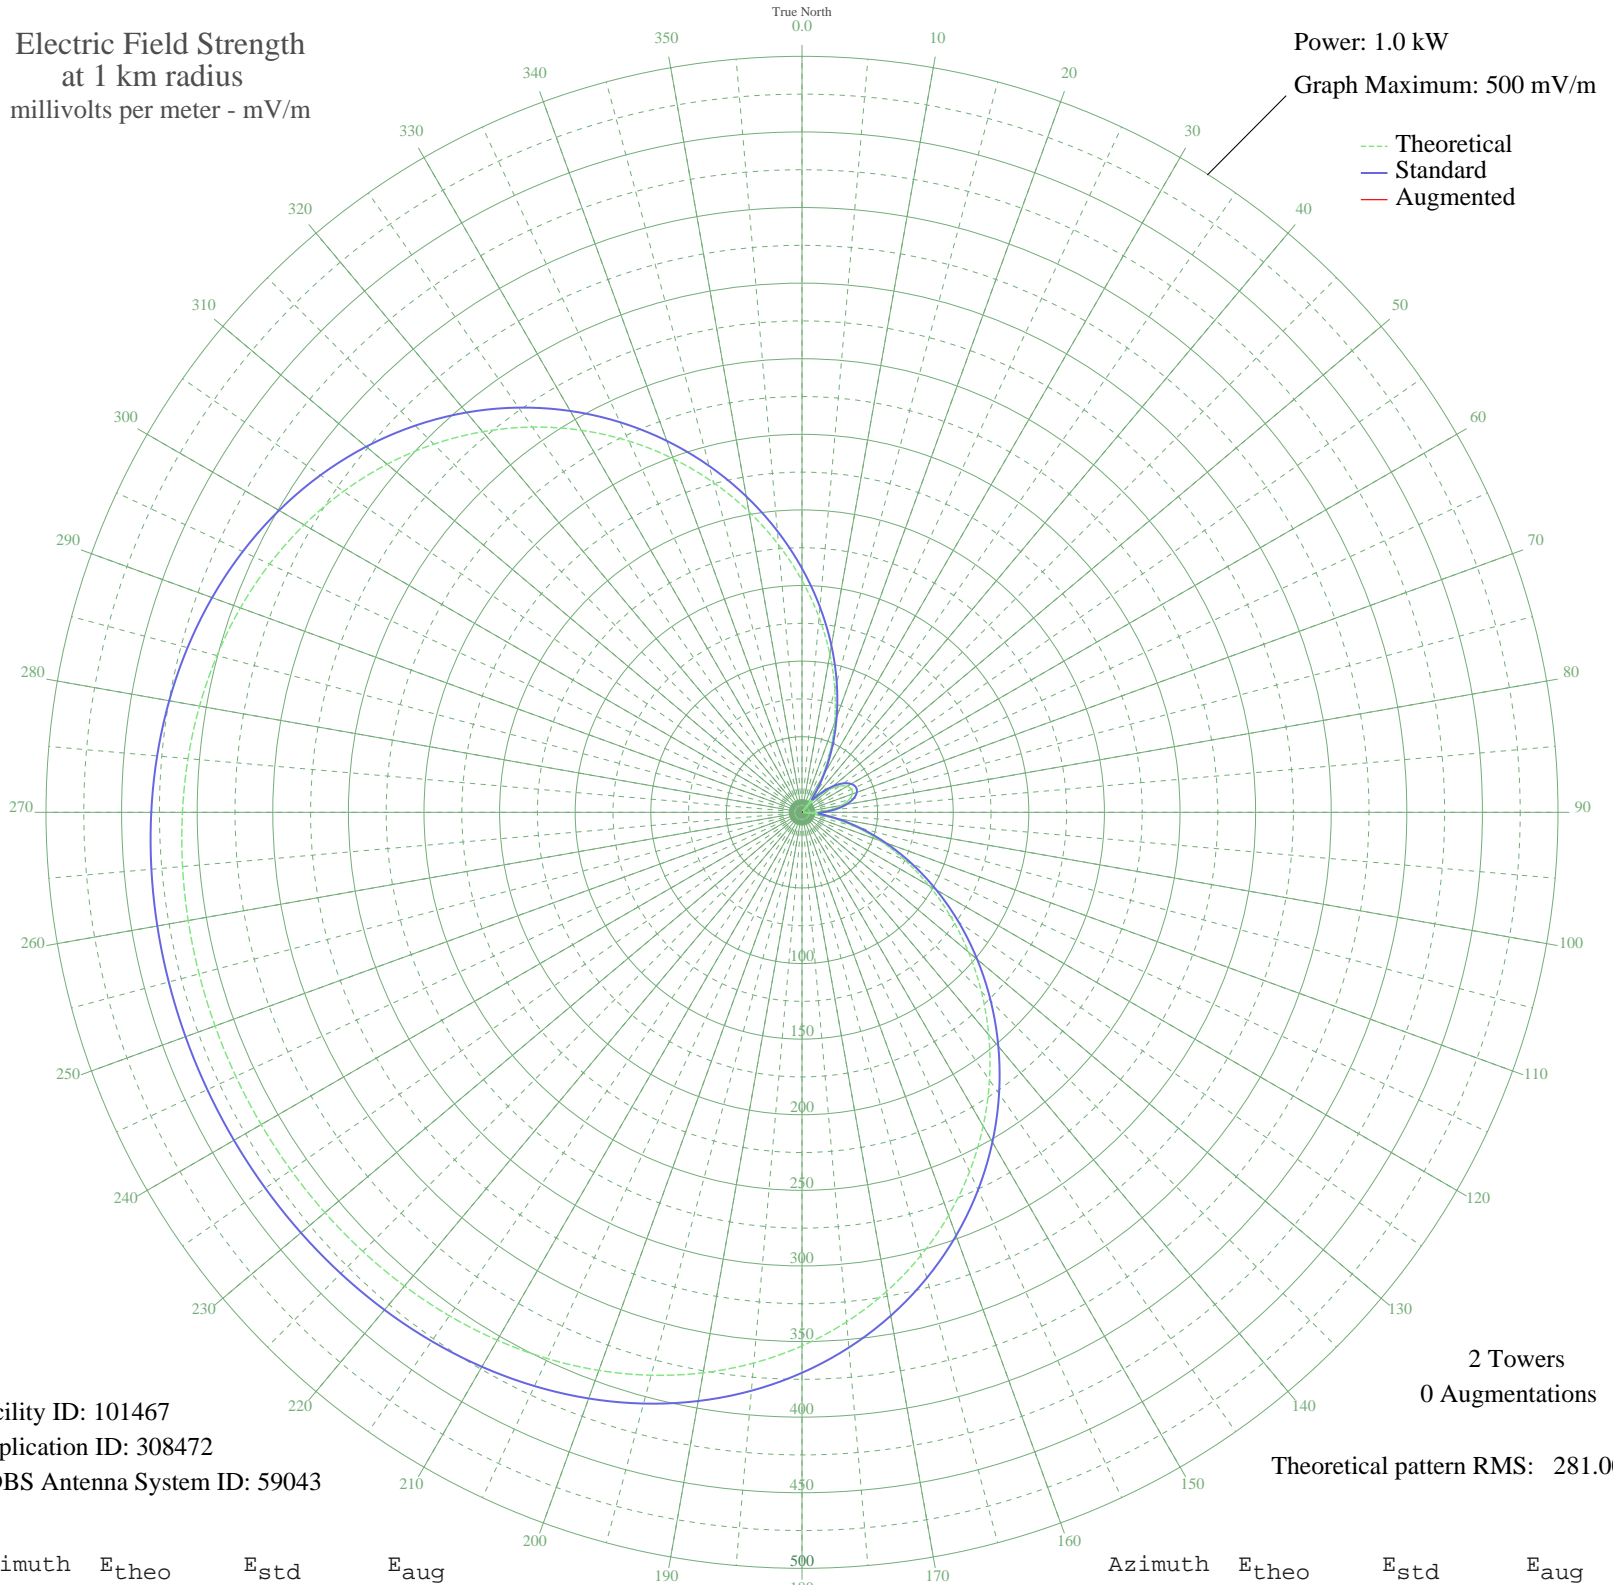 True North
Electric Field Strength
at 1 km radius
millivolts per meter - mV/m
Power: 1.0 kW
Graph Maximum: 500 mV/m
Theoretical
Standard
Augmented
0.0
10
20
30
40
50
60
70
80
90
100
110
120
130
140
150
160
170
190
200
210
220
230
240
250
260
270
280
290
300
310
320
330
340
350
100
150
200
250
300
350
400
450
500
2 Towers
0 Augmentations
cility ID: 101467
plication ID: 308472
DBS Antenna System ID: 59043
Theoretical pattern RMS: 281.00
imuth Etheo Estd Eaug
Azimuth Etheo Estd Eaug